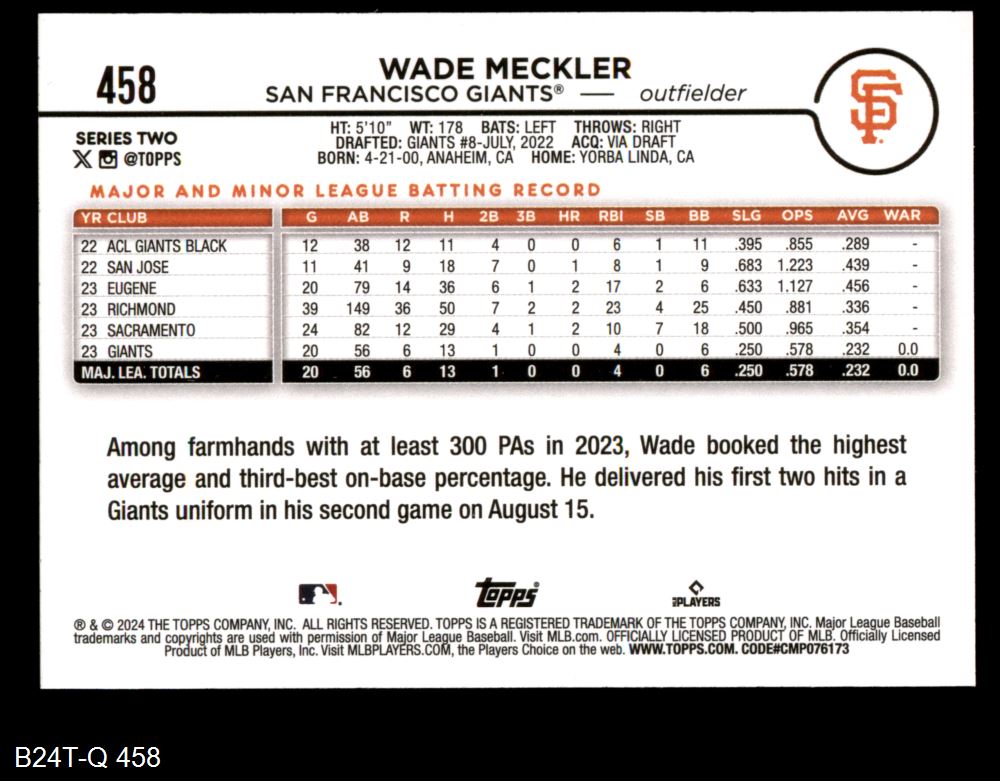 458
WADE MECKLER
SAN FRANCISCO GIANTS® — outfielder
SF
SERIES TWO
@TOPPS
HT: 5'10" WT: 178 BATS: LEFT THROWS: RIGHT
DRAFTED: GIANTS #8-JULY, 2022 ACQ: VIA DRAFT
BORN: 4-21-00, ANAHEIM, CA HOME: YORBA LINDA, CA
MAJOR AND MINOR LEAGUE BATTING RECORD
YR CLUB G AB R H 2B 3B HR RBI SB BB SLG OPS AVG WAR
22 ACL GIANTS BLACK 12 38 12 11 4 0 0 6 1 11 .395 .855 .289 -
22 SAN JOSE 11 41 9 18 7 0 1 8 1 9 .683 1.223 .439 -
23 EUGENE 20 79 14 36 6 1 2 17 2 6 .633 1.127 .456 -
23 RICHMOND 39 149 36 50 7 2 2 23 4 25 .450 .881 .336 -
23 SACRAMENTO 24 82 12 29 4 1 2 10 7 18 .500 .965 .354 -
23 GIANTS 20 56 6 13 1 0 0 4 0 6 .250 .578 .232 0.0
MAJ. LEA. TOTALS 20 56 6 13 1 0 0 4 0 6 .250 .578 .232 0.0
Among farmhands with at least 300 PAs in 2023, Wade booked the highest
average and third-best on-base percentage. He delivered his first two hits in a
Giants uniform in his second game on August 15.
Topps®
PLAYERS
® & © 2024 THE TOPPS COMPANY, INC. ALL RIGHTS RESERVED. TOPPS IS A REGISTERED TRADEMARK OF THE TOPPS COMPANY, INC. Major League Baseball
trademarks and copyrights are used with permission of Major League Baseball. Visit MLB.com. OFFICIALLY LICENSED PRODUCT OF MLB. Officially Licensed
Product of MLB Players, Inc. Visit MLBPLAYERS.COM, the Players Choice on the web. WWW.TOPPS.COM. CODE#CMP076173
B24T-Q 458